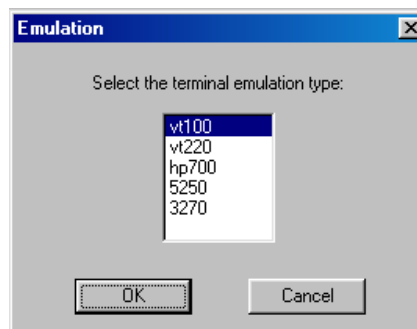 Emulation
Select the terminal emulation type:
vt100
vt220
hp700
5250
3270
OK Cancel